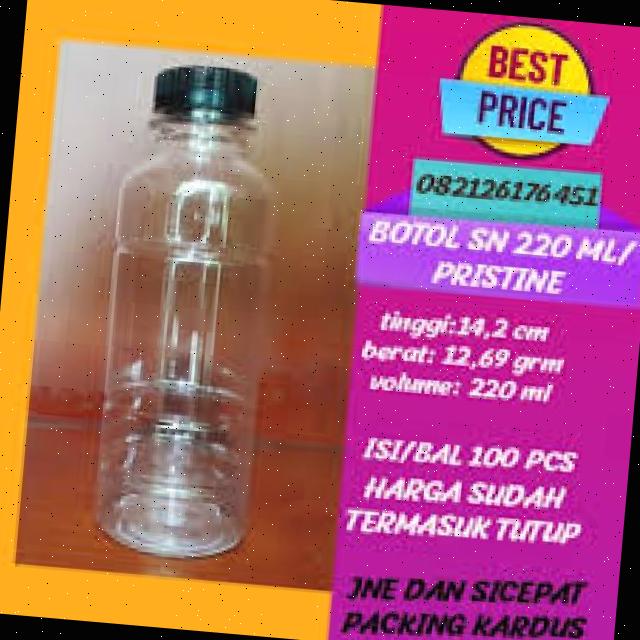 BEST
PRICE
082126176451
BOTOL SN 220 ML/
PRISTINE
tinggi:14,2 cm
berat: 12,69 grm
volume: 220 ml
ISI/BAL 100 PCS
HARGA SUDAH
TERMASUK TUTUP
JNE DAN SICEPAT
PACKING KARDUS